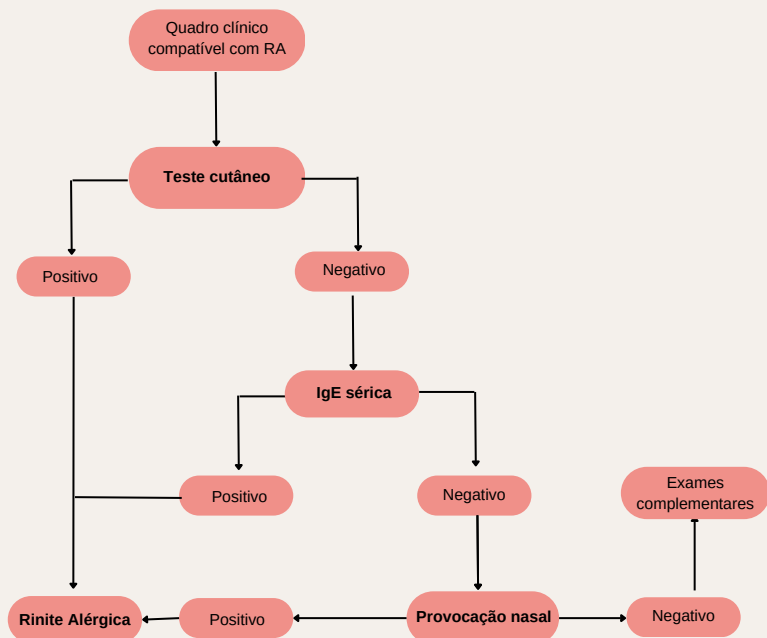 Quadro clínico
compatível com RA
Teste cutâneo
Positivo
Negativo
IgE sérica
Positivo
Negativo
Exames
complementares
Rinite Alérgica
Positivo
Provocação nasal
Negativo